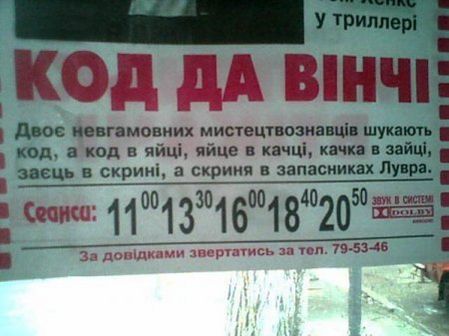 Хенкс
у триллері
КОД ДА ВІНЧІ
Двоє невгамовних мистецтвознавців шукають
код, а код в яйці, яйце в качці, качка в зайці,
заєць в скрині, а скриня в запасниках Лувра.
Сеанси: 11 00 13 30 16 00 18 40 20 50 ЗВУК В СИСТЕМІ
DOLBY
За довідками звертатись за тел. 79-53-46